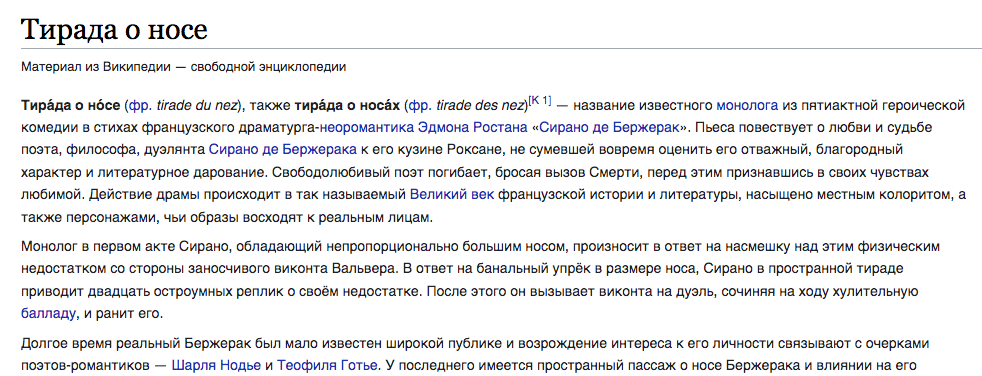 Тирада о носе
Материал из Википедии — свободной энциклопедии
Тира́да о но́се (фр. tirade du nez), также тира́да о носа́х (фр. tirade des nez)[К 1] — название известного монолога из пятиактной героической
комедии в стихах французского драматурга-неоромантика Эдмона Ростана «Сирано де Бержерак». Пьеса повествует о любви и судьбе
поэта, философа, дуэлянта Сирано де Бержерака к его кузине Роксане, не сумевшей вовремя оценить его отважный, благородный
характер и литературное дарование. Свободолюбивый поэт погибает, бросая вызов Смерти, перед этим признавшись в своих чувствах
любимой. Действие драмы происходит в так называемый Великий век французской истории и литературы, насыщено местным колоритом, а
также персонажами, чьи образы восходят к реальным лицам.
Монолог в первом акте Сирано, обладающий непропорционально большим носом, произносит в ответ на насмешку над этим физическим
недостатком со стороны заносчивого виконта Вальвера. В ответ на банальный упрёк в размере носа, Сирано в пространной тираде
приводит двадцать остроумных реплик о своём недостатке. После этого он вызывает виконта на дуэль, сочиняя на ходу хулительную
балладу, и ранит его.
Долгое время реальный Бержерак был мало известен широкой публике и возрождение интереса к его личности связывают с очерками
поэтов-романтиков — Шарля Нодье и Теофиля Готье. У последнего имеется пространный пассаж о носе Бержерака и влиянии на его